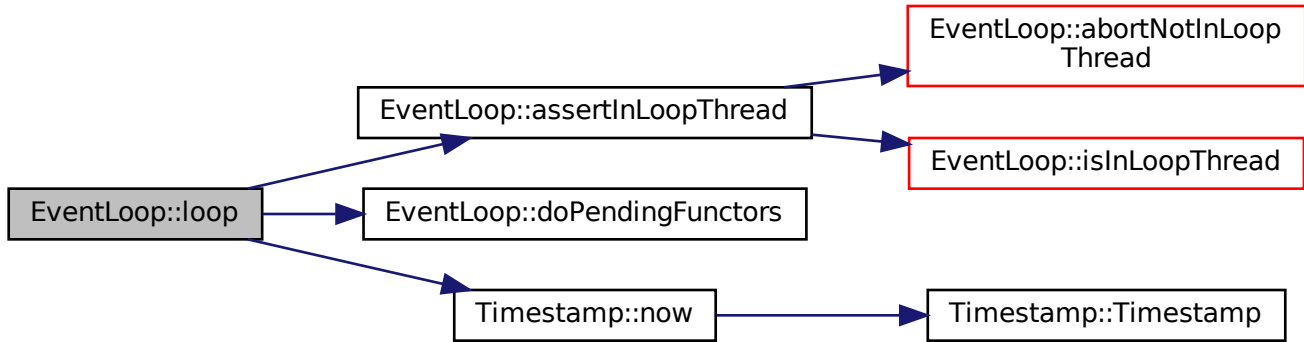 EventLoop::loop
EventLoop::assertInLoopThread
EventLoop::abortNotInLoop
Thread
EventLoop::isInLoopThread
EventLoop::doPendingFunctors
Timestamp::now
Timestamp::Timestamp